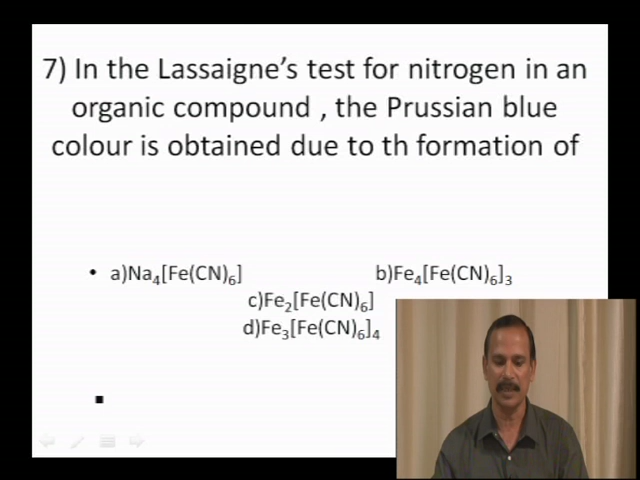 7) In the Lassaigne's test for nitrogen in an
organic compound , the Prussian blue
colour is obtained due to th formation of
• a)Na₄[Fe(CN)₆] b)Fe₄[Fe(CN)₆]₃
c)Fe₂[Fe(CN)₆]
d)Fe₃[Fe(CN)₆]₄